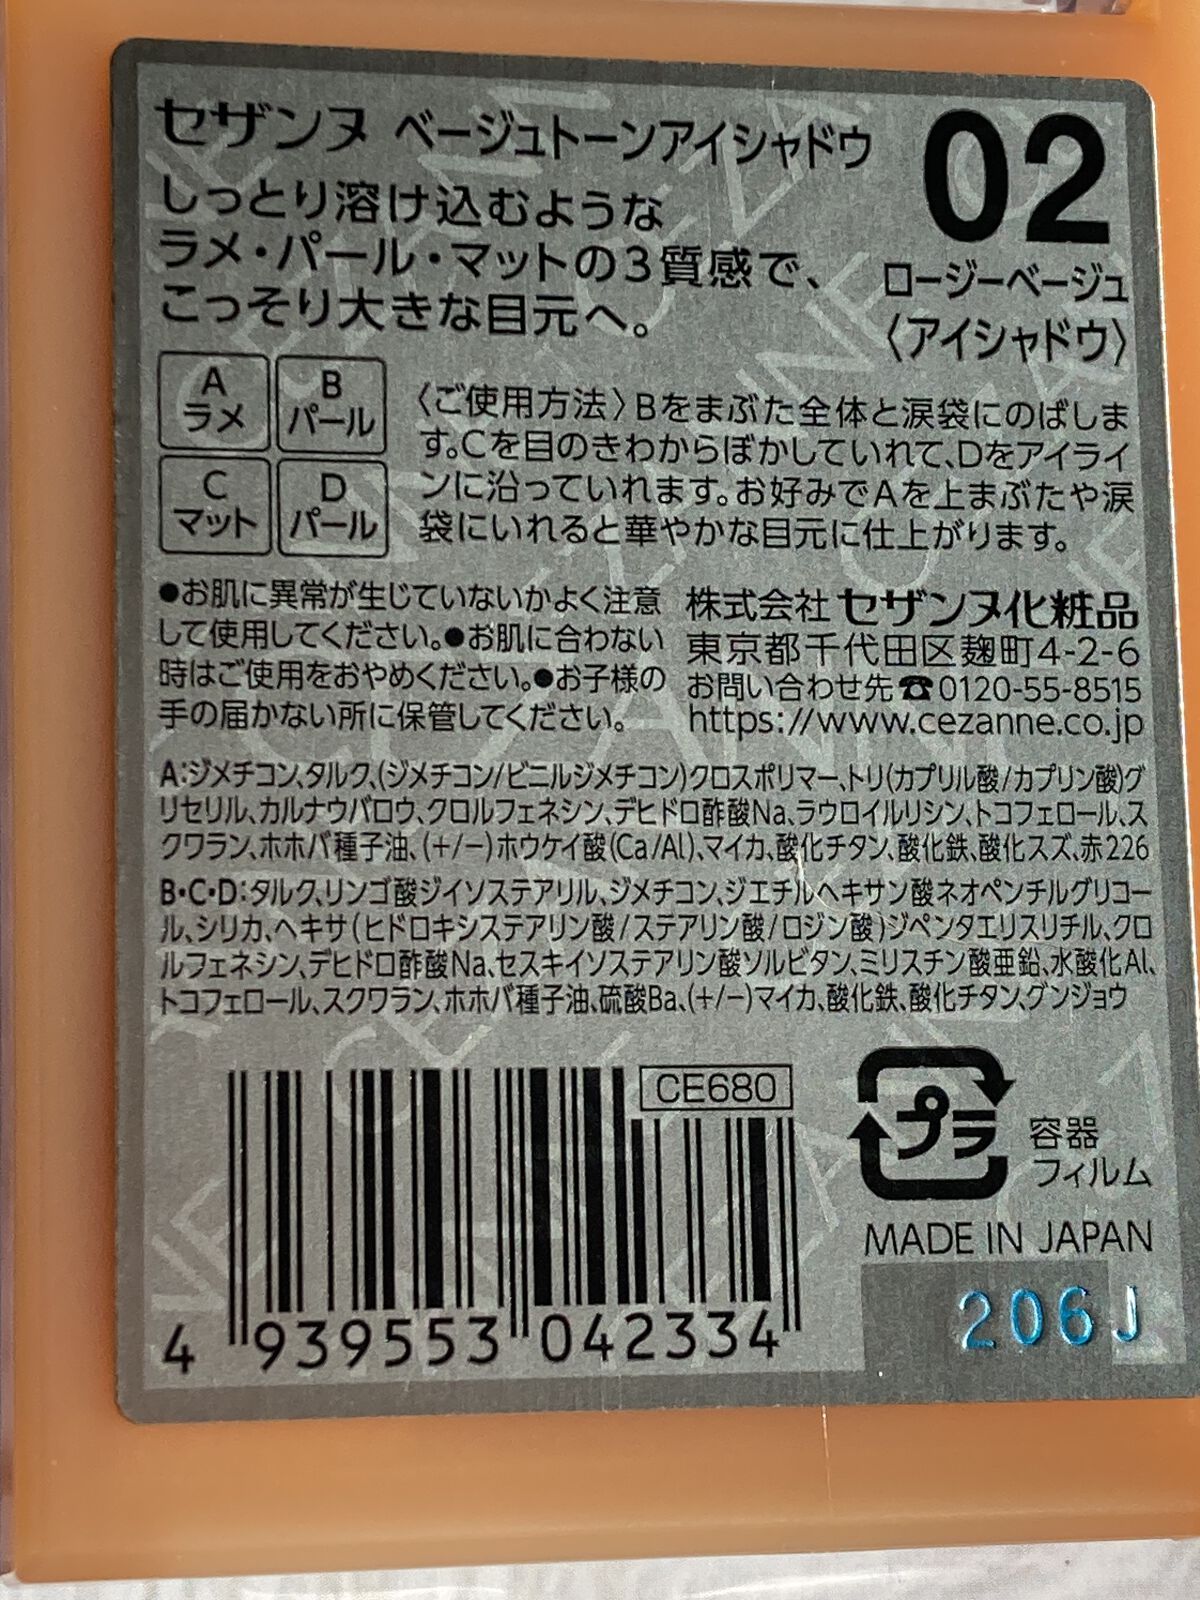 セザンヌ ベージュトーンアイシャドウ
02
ロージーベージュ
〈アイシャドウ〉
しっとり溶け込むような
ラメ・パール・マットの3質感で、
こっそり大きな目元へ。
A
ラメ
B
パール
C
マット
D
パール
〈ご使用方法〉Bをまぶた全体と涙袋にのばしま
す。Cを目のきわからぼかしていれて、Dをアイライ
ンに沿っていれます。お好みでAを上まぶたや涙
袋にいれると華やかな目元に仕上がります。
●お肌に異常が生じていないかよく注意
して使用してください。●お肌に合わない
時はご使用をおやめください。●お子様の
手の届かない所に保管してください。
株式会社 セザンヌ化粧品
東京都千代田区麹町4-2-6
お問い合わせ先☎0120-55-8515
https://www.cezanne.co.jp
A:ジメチコン、タルク、(ジメチコン/ビニルジメチコン)クロスポリマー、トリ(カプリル酸/カプリン酸)グ
リセリル、カルナウバロウ、クロルフェネシン、デヒドロ酢酸Na、ラウロイルリシン、トコフェロール、ス
クワラン、ホホバ種子油、(+/−)ホウケイ酸(Ca/Al)、マイカ、酸化チタン、酸化鉄、酸化スズ、赤226
B・C・D:タルク、リンゴ酸ジイソステアリル、ジメチコン、ジエチルヘキサン酸ネオペンチルグリコー
ル、シリカ、ヘキサ(ヒドロキシステアリン酸/ステアリン酸/ロジン酸)ジペンタエリスリチル、クロ
ルフェネシン、デヒドロ酢酸Na、セスキイソステアリン酸ソルビタン、ミリスチン酸亜鉛、水酸化Al、
トコフェロール、スクワラン、ホホバ種子油、硫酸Ba、(+/−)マイカ、酸化鉄、酸化チタン、グンジョウ
CE680
プラ
容器
フィルム
MADE IN JAPAN
206J
4 939553 042334